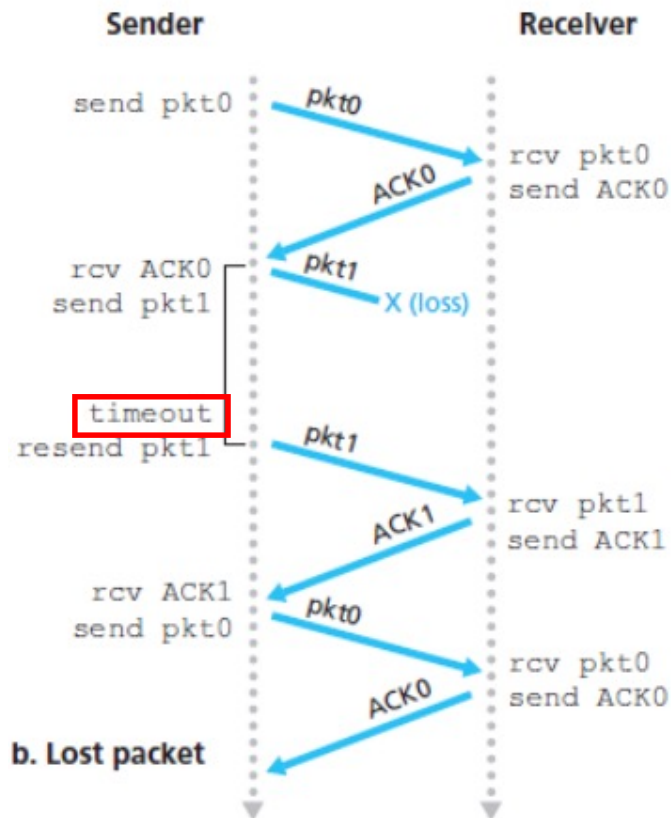 Sender
Receiver
send pkt0
pkt0
rcv pkt0
send ACK0
ACK0
rcv ACK0
send pkt1
pkt1
X (loss)
timeout
resend pkt1
pkt1
rcv pkt1
send ACK1
ACK1
rcv ACK1
send pkt0
pkt0
rcv pkt0
send ACK0
ACK0
b. Lost packet